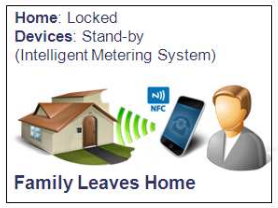 Home: Locked
Devices: Stand-by
(Intelligent Metering System)
N))
NFC
Family Leaves Home